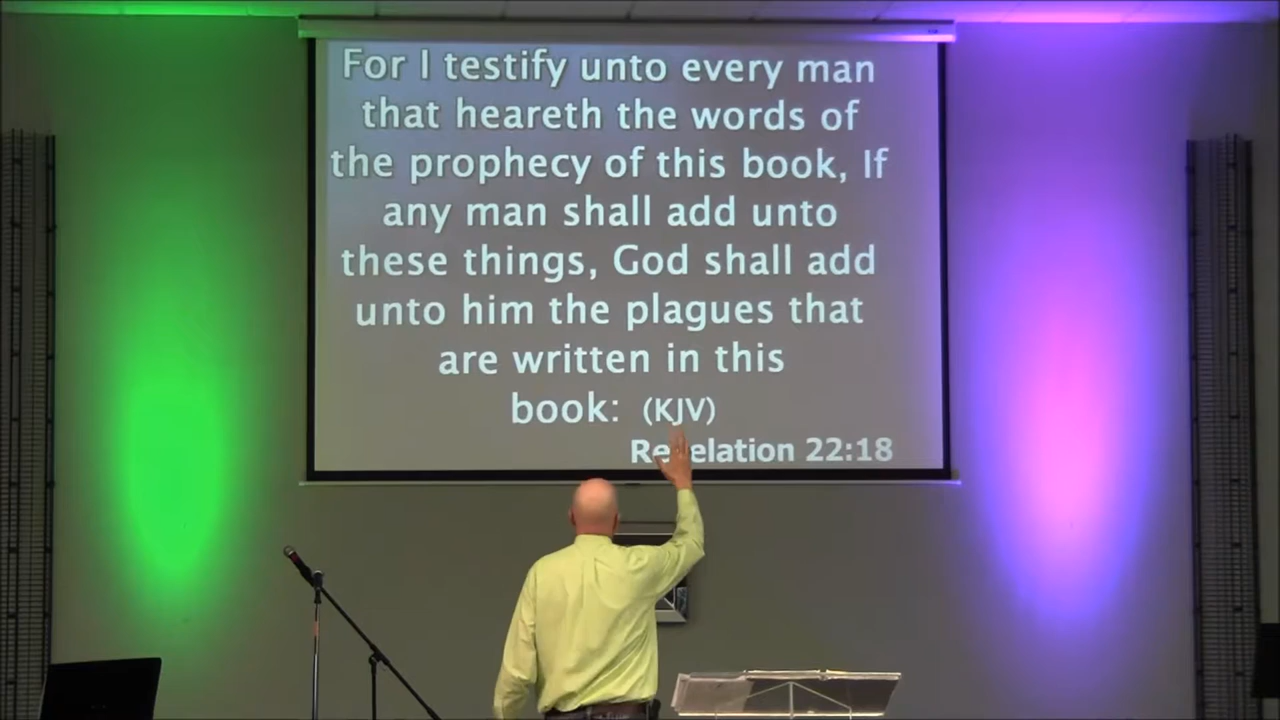 For I testify unto every man
that heareth the words of
the prophecy of this book, If
any man shall add unto
these things, God shall add
unto him the plagues that
are written in this
book: (KJV)
Revelation 22:18